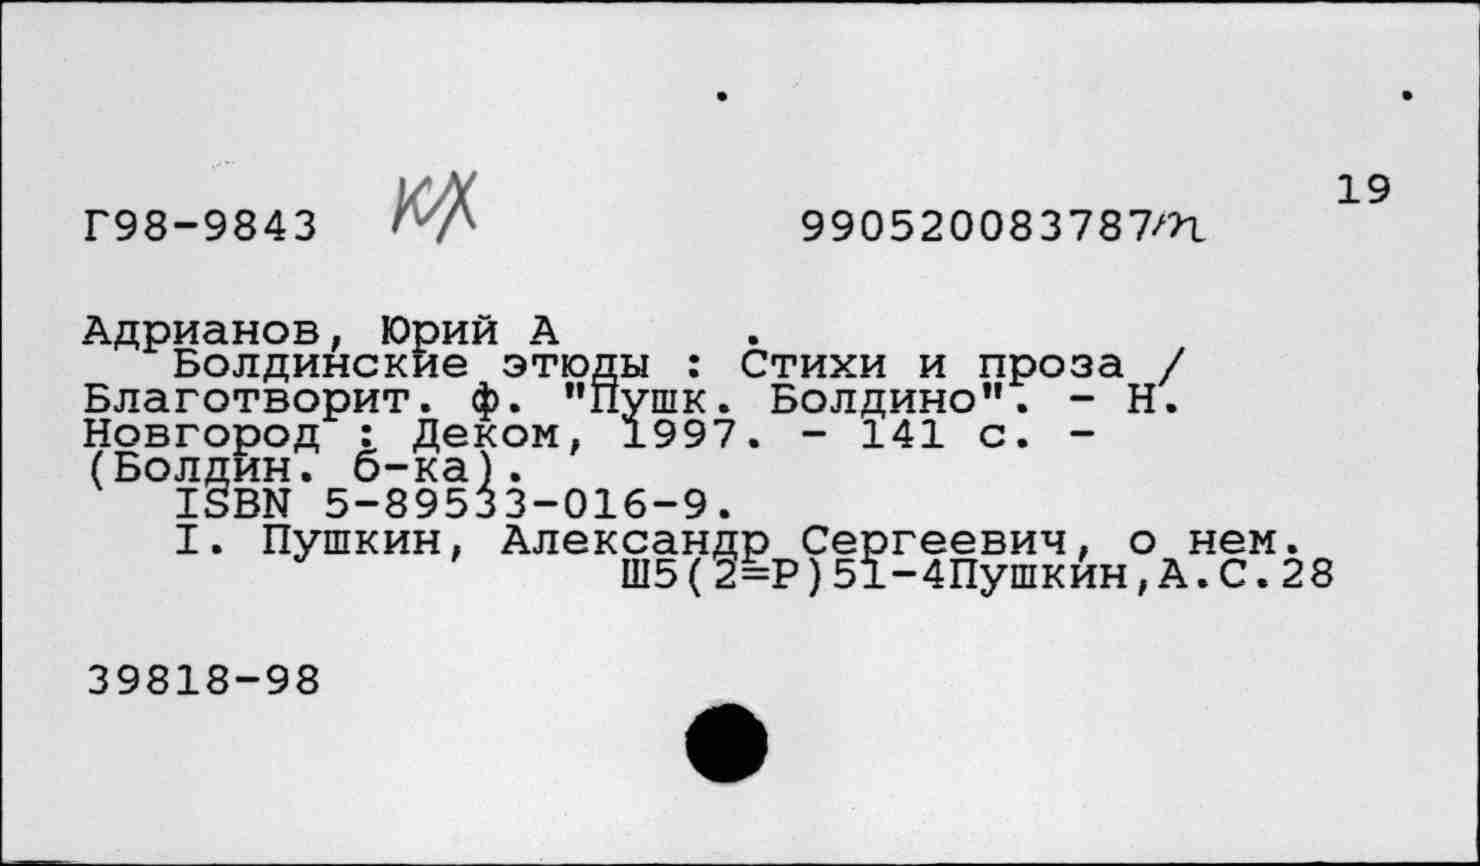 19
Г98-9843 КХ 990520083787/п
Адрианов, Юрий А .
Болдинские этюды : Стихи и проза /
Благотворит. ф. "Пушк. Болдино". - Н.
Новгород : Деком, 1997. - 141 с. -
(Болдин. б-ка).
ISBN 5-89533-016-9.
I. Пушкин, Александр Сергеевич, о нем.
Ш5(2=Р)51-4Пушкин,А.С.28
39818-98